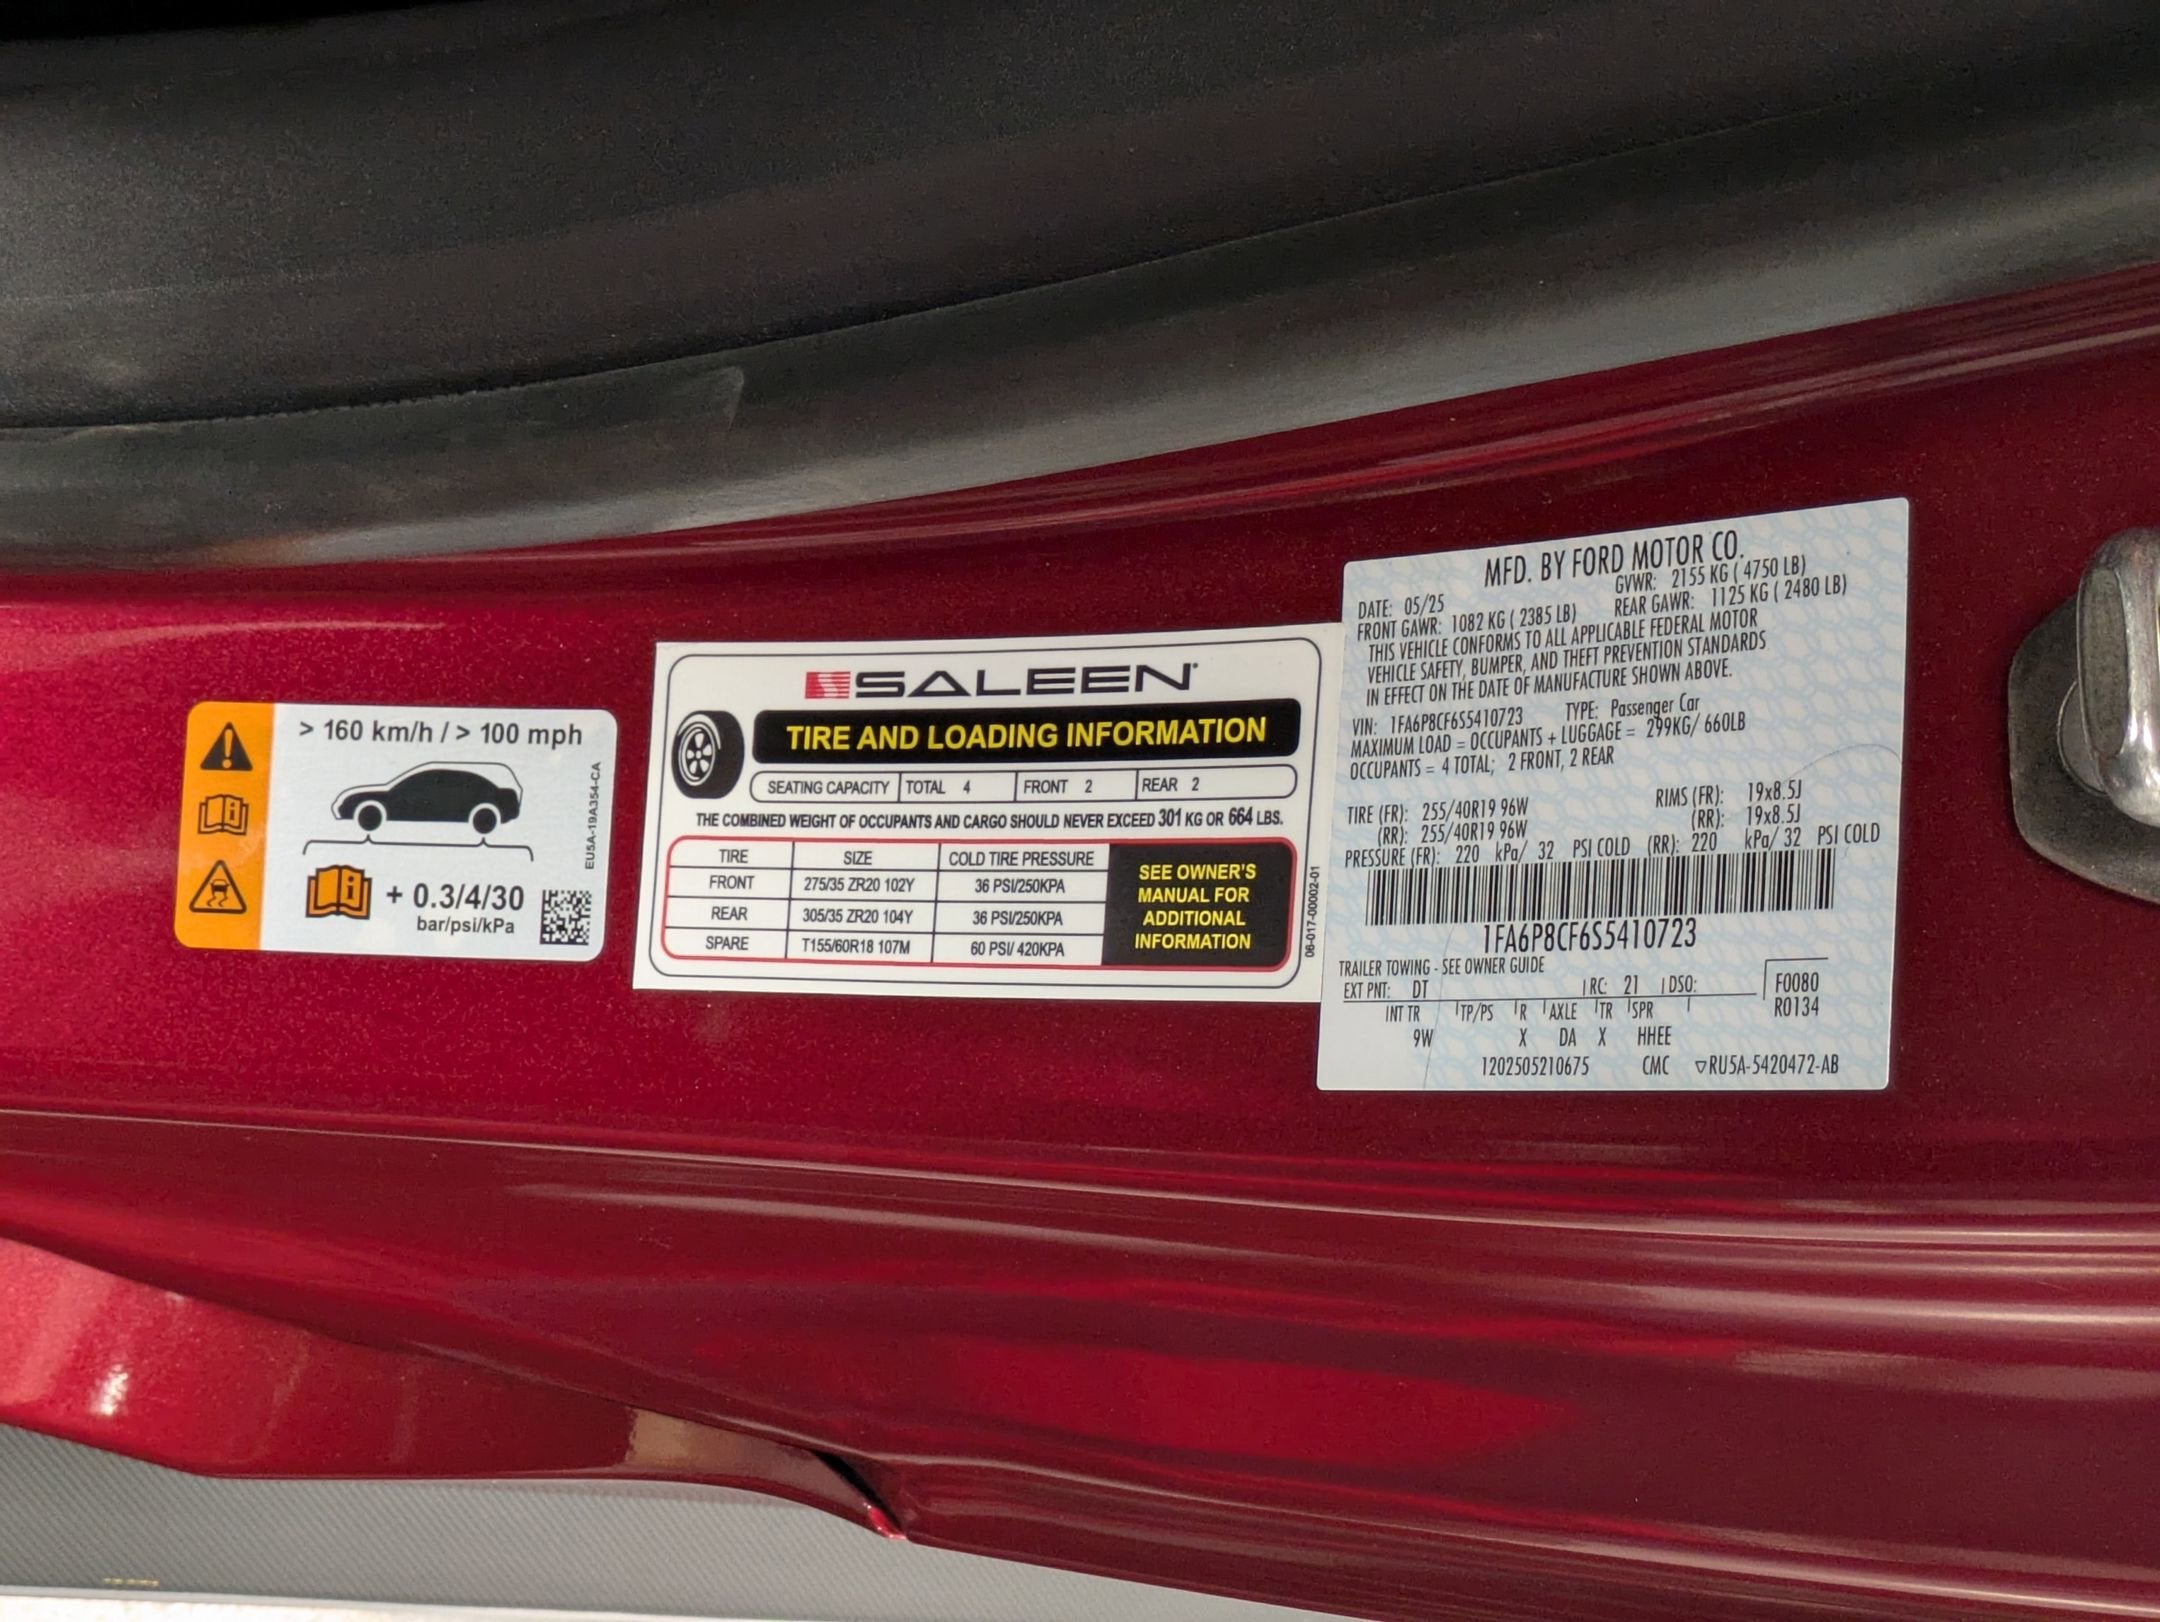 > 160 km/h / > 100 mph
EU5A-19A354-CA
+ 0.3/4/30
bar/psi/kPa
SALEEN
TIRE AND LOADING INFORMATION
SEATING CAPACITY TOTAL 4 FRONT 2 REAR 2
THE COMBINED WEIGHT OF OCCUPANTS AND CARGO SHOULD NEVER EXCEED 301 KG OR 664 LBS.
TIRE SIZE COLD TIRE PRESSURE
FRONT 275/35 ZR20 102Y 36 PSI/250KPA
REAR 305/35 ZR20 104Y 36 PSI/250KPA
SPARE T155/60R18 107M 60 PSI/ 420KPA
SEE OWNER'S
MANUAL FOR
ADDITIONAL
INFORMATION
06-017-00002-01
MFD. BY FORD MOTOR CO.
DATE: 05/25 GVWR: 2155 KG ( 4750 LB)
FRONT GAWR: 1082 KG ( 2385 LB) REAR GAWR: 1125 KG ( 2480 LB)
THIS VEHICLE CONFORMS TO ALL APPLICABLE FEDERAL MOTOR
VEHICLE SAFETY, BUMPER, AND THEFT PREVENTION STANDARDS
IN EFFECT ON THE DATE OF MANUFACTURE SHOWN ABOVE.
VIN: 1FA6P8CF6S5410723 TYPE: Passenger Car
MAXIMUM LOAD = OCCUPANTS + LUGGAGE = 299KG/ 660LB
OCCUPANTS = 4 TOTAL; 2 FRONT, 2 REAR
TIRE (FR): 255/40R19 96W RIMS (FR): 19x8.5J
(RR): 255/40R19 96W (RR): 19x8.5J
PRESSURE (FR): 220 kPa/ 32 PSI COLD (RR): 220 kPa/ 32 PSI COLD
1FA6P8CF6S5410723
TRAILER TOWING - SEE OWNER GUIDE
EXT PNT: DT RC: 21 DSO: F0080
INT TR TP/PS R AXLE TR SPR R0134
9W X DA X HHEE
1202505210675 CMC ▽RU5A-5420472-AB